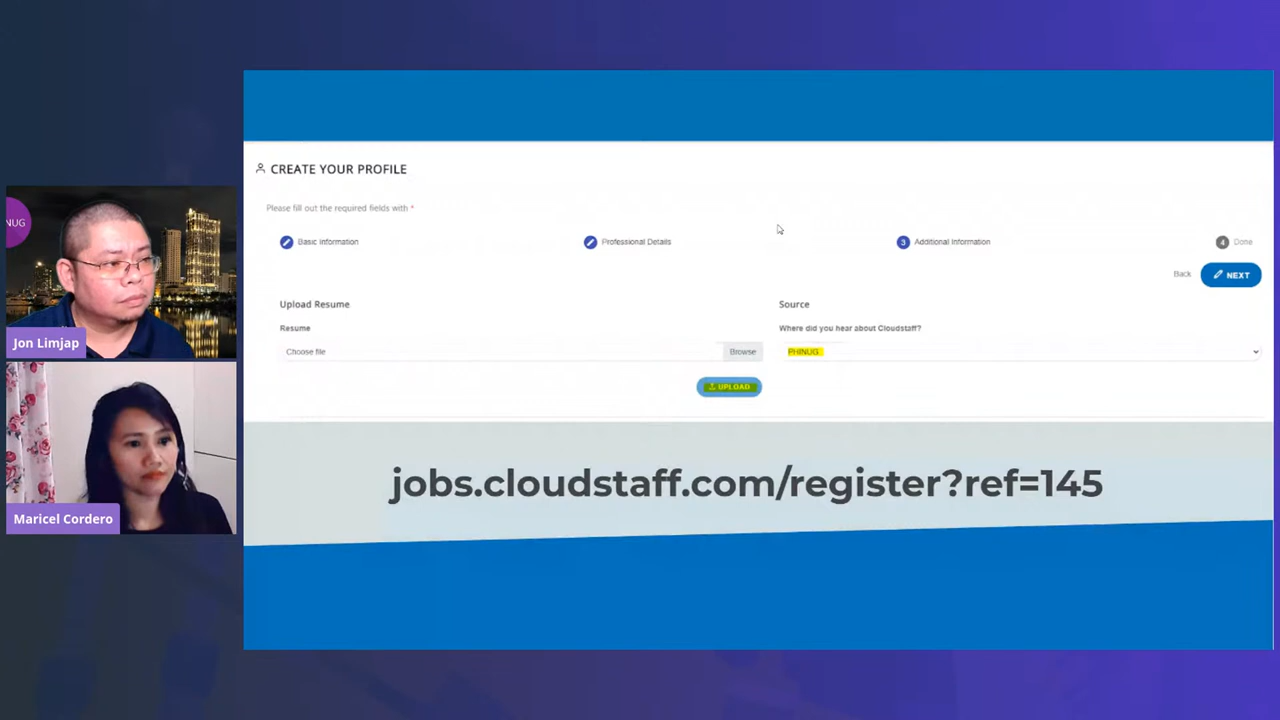 NUG
Jon Limjap
Maricel Cordero
CREATE YOUR PROFILE
Please fill out the required fields with *
Basic Information
Professional Details
3 Additional Information
4 Done
Back
NEXT
Upload Resume
Source
Resume
Where did you hear about Cloudstaff?
Choose file
Browse
PHINUG
UPLOAD
jobs.cloudstaff.com/register?ref=145